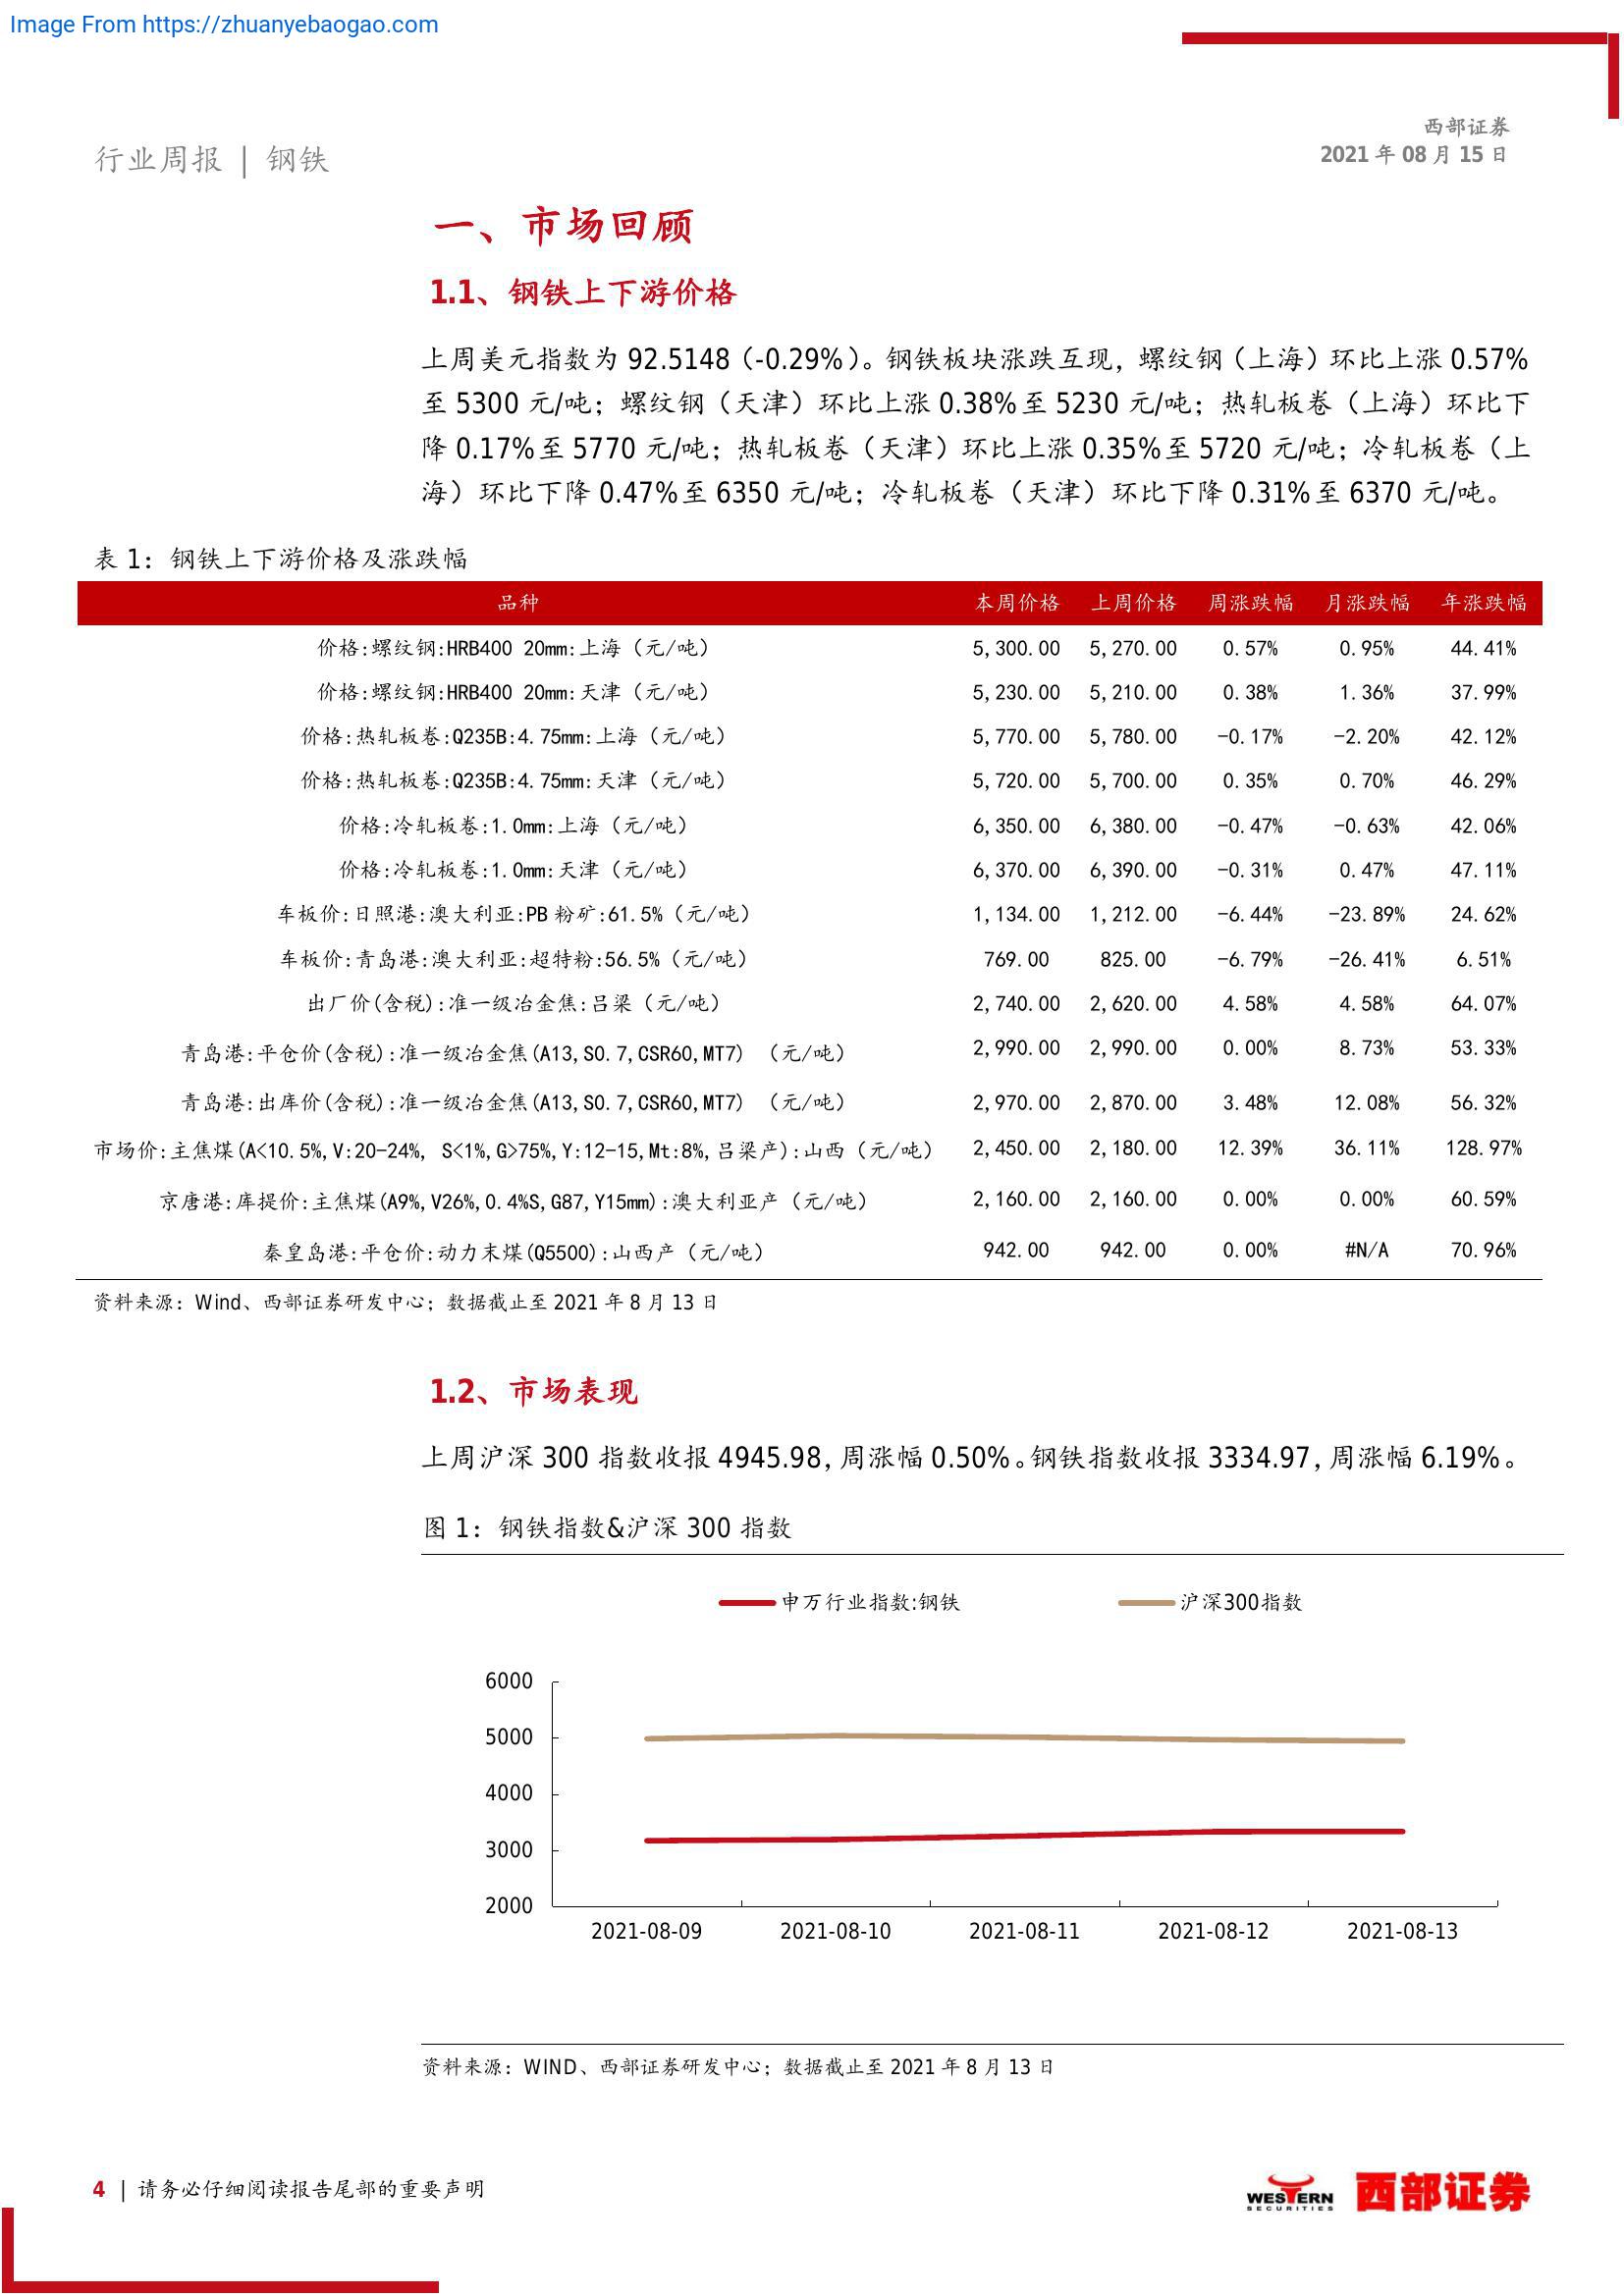 Image From https://zhuanyebaogao.com
西部证券
2021 年 08 月 15 日
行业周报 | 钢铁
一、市场回顾
1.1、钢铁上下游价格
上周美元指数为 92.5148（-0.29%）。钢铁板块涨跌互现，螺纹钢（上海）环比上涨 0.57%
至 5300 元/吨；螺纹钢（天津）环比上涨 0.38%至 5230 元/吨；热轧板卷（上海）环比下
降 0.17%至 5770 元/吨；热轧板卷（天津）环比上涨 0.35%至 5720 元/吨；冷轧板卷（上
海）环比下降 0.47%至 6350 元/吨；冷轧板卷（天津）环比下降 0.31%至 6370 元/吨。
表 1：钢铁上下游价格及涨跌幅
品种 本周价格 上周价格 周涨跌幅 月涨跌幅 年涨跌幅
价格:螺纹钢:HRB400 20mm:上海（元/吨） 5,300.00 5,270.00 0.57% 0.95% 44.41%
价格:螺纹钢:HRB400 20mm:天津（元/吨） 5,230.00 5,210.00 0.38% 1.36% 37.99%
价格:热轧板卷:Q235B:4.75mm:上海（元/吨） 5,770.00 5,780.00 -0.17% -2.20% 42.12%
价格:热轧板卷:Q235B:4.75mm:天津（元/吨） 5,720.00 5,700.00 0.35% 0.70% 46.29%
价格:冷轧板卷:1.0mm:上海（元/吨） 6,350.00 6,380.00 -0.47% -0.63% 42.06%
价格:冷轧板卷:1.0mm:天津（元/吨） 6,370.00 6,390.00 -0.31% 0.47% 47.11%
车板价:日照港:澳大利亚:PB 粉矿:61.5%（元/吨） 1,134.00 1,212.00 -6.44% -23.89% 24.62%
车板价:青岛港:澳大利亚:超特粉:56.5%（元/吨） 769.00 825.00 -6.79% -26.41% 6.51%
出厂价(含税):准一级冶金焦:吕梁（元/吨） 2,740.00 2,620.00 4.58% 4.58% 64.07%
青岛港:平仓价(含税):准一级冶金焦(A13,S0.7,CSR60,MT7) （元/吨） 2,990.00 2,990.00 0.00% 8.73% 53.33%
青岛港:出库价(含税):准一级冶金焦(A13,S0.7,CSR60,MT7) （元/吨） 2,970.00 2,870.00 3.48% 12.08% 56.32%
市场价:主焦煤(A<10.5%,V:20-24%, S<1%,G>75%,Y:12-15,Mt:8%,吕梁产):山西（元/吨） 2,450.00 2,180.00 12.39% 36.11% 128.97%
京唐港:库提价:主焦煤(A9%,V26%,0.4%S,G87,Y15mm):澳大利亚产（元/吨） 2,160.00 2,160.00 0.00% 0.00% 60.59%
秦皇岛港:平仓价:动力末煤(Q5500):山西产（元/吨） 942.00 942.00 0.00% #N/A 70.96%
资料来源：Wind、西部证券研发中心；数据截止至 2021 年 8 月 13 日
1.2、市场表现
上周沪深 300 指数收报 4945.98，周涨幅 0.50%。钢铁指数收报 3334.97，周涨幅 6.19%。
图 1：钢铁指数&沪深 300 指数
申万行业指数:钢铁 沪深300指数
6000
5000
4000
3000
2000
2021-08-09 2021-08-10 2021-08-11 2021-08-12 2021-08-13
资料来源：WIND、西部证券研发中心；数据截止至 2021 年 8 月 13 日
4 | 请务必仔细阅读报告尾部的重要声明
WESTERN
SECURITIES
西部证券